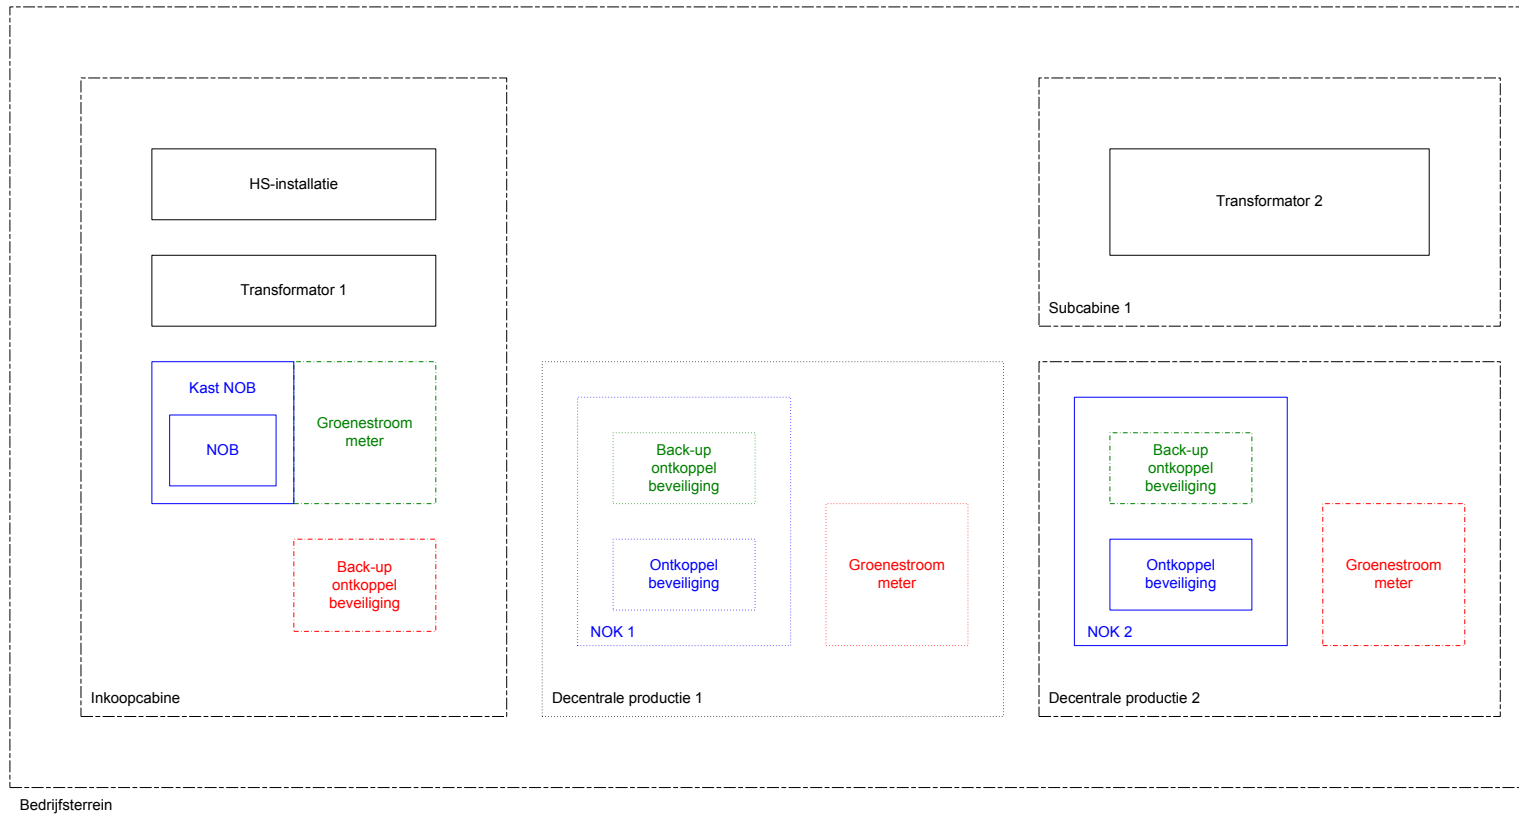 HS-installatie
Transformator 1
Kast NOB
NOB
Groenestroom
meter
Back-up
ontkoppel
beveiliging
Inkoopcabine
Back-up
ontkoppel
beveiliging
Ontkoppel
beveiliging
NOK 1
Groenestroom
meter
Decentrale productie 1
Transformator 2
Subcabine 1
Back-up
ontkoppel
beveiliging
Ontkoppel
beveiliging
NOK 2
Groenestroom
meter
Decentrale productie 2
Bedrijfsterrein